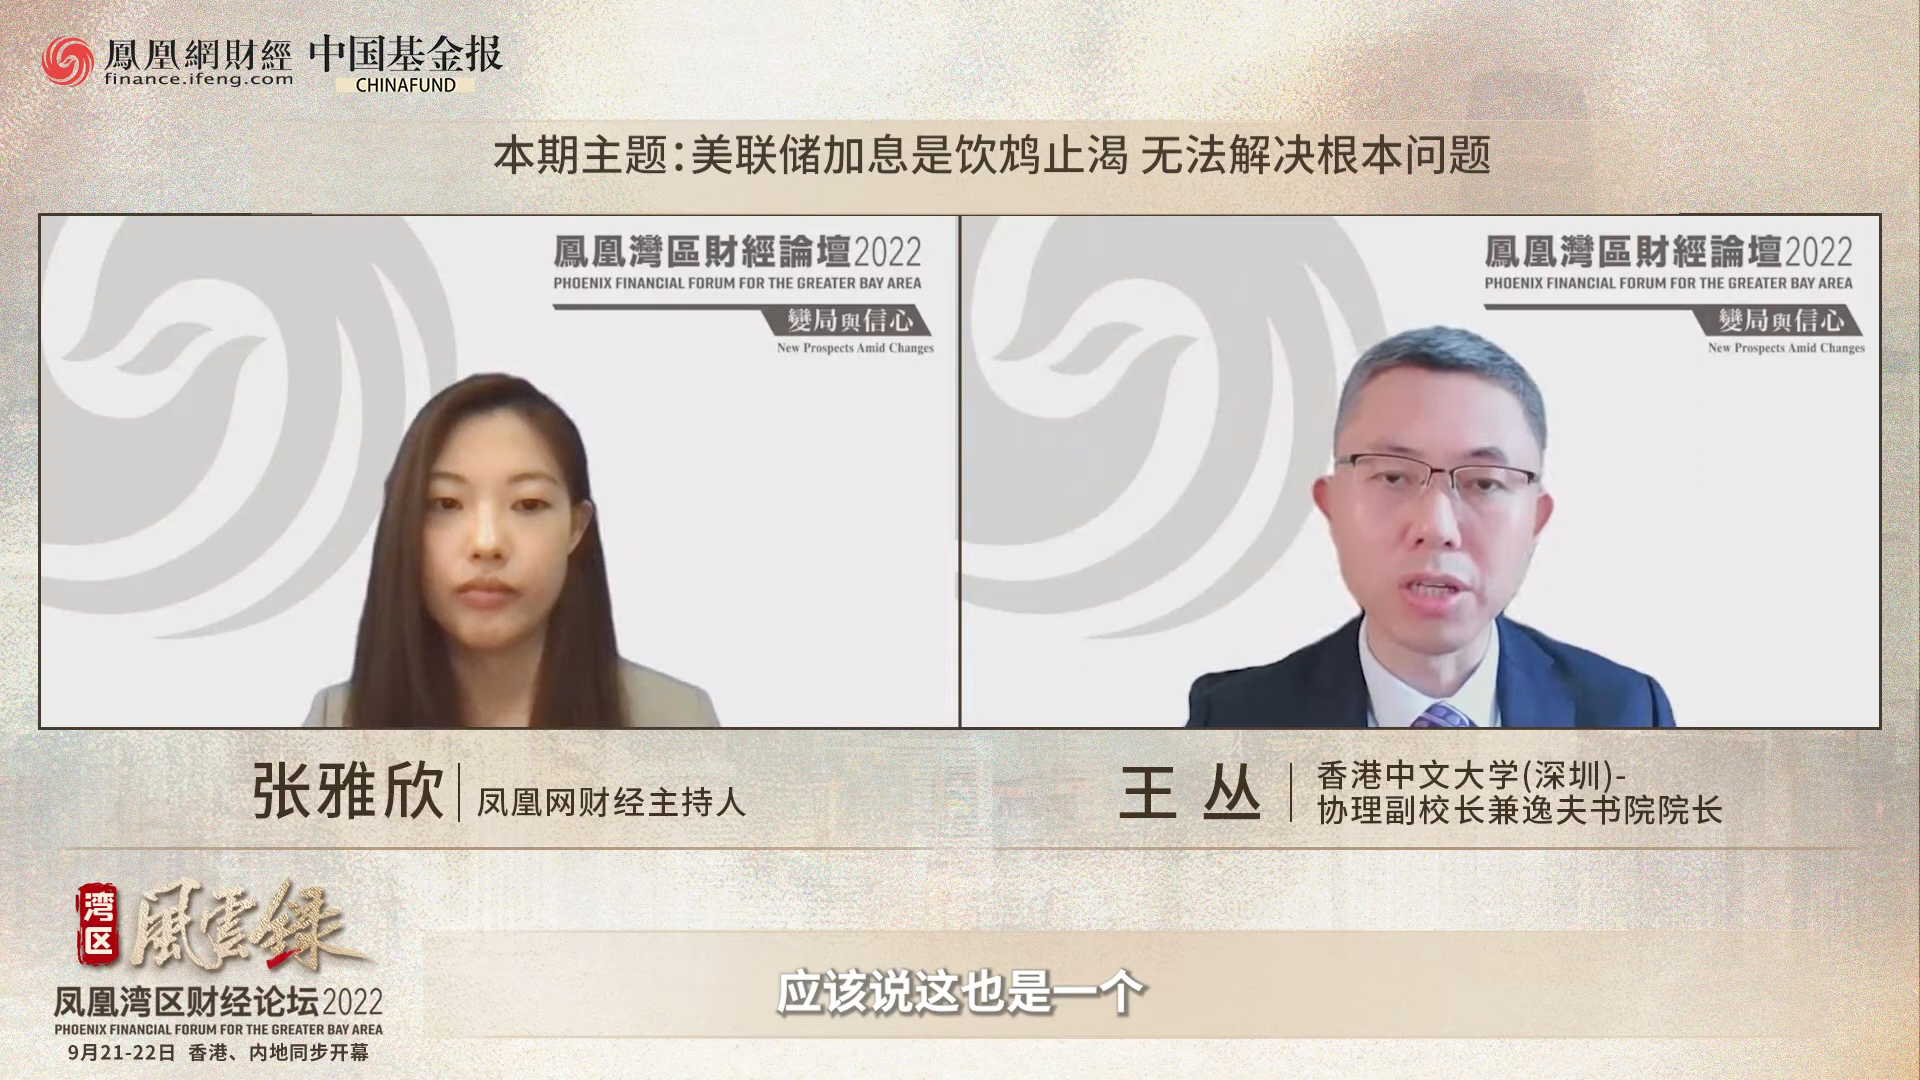 鳳凰網財經
finance.ifeng.com
中国基金报
CHINAFUND
本期主题:美联储加息是饮鸩止渴 无法解决根本问题
鳳凰灣區財經論壇2022
PHOENIX FINANCIAL FORUM FOR THE GREATER BAY AREA
變局與信心
New Prospects Amid Changes
鳳凰灣區財經論壇2022
PHOENIX FINANCIAL FORUM FOR THE GREATER BAY AREA
變局與信心
New Prospects Amid Changes
张雅欣
凤凰网财经主持人
王 丛
香港中文大学(深圳)-
协理副校长兼逸夫书院院长
湾区
風雲錄
凤凰湾区财经论坛2022
PHOENIX FINANCIAL FORUM FOR THE GREATER BAY AREA
9月21-22日 香港、内地同步开幕
应该说这也是一个